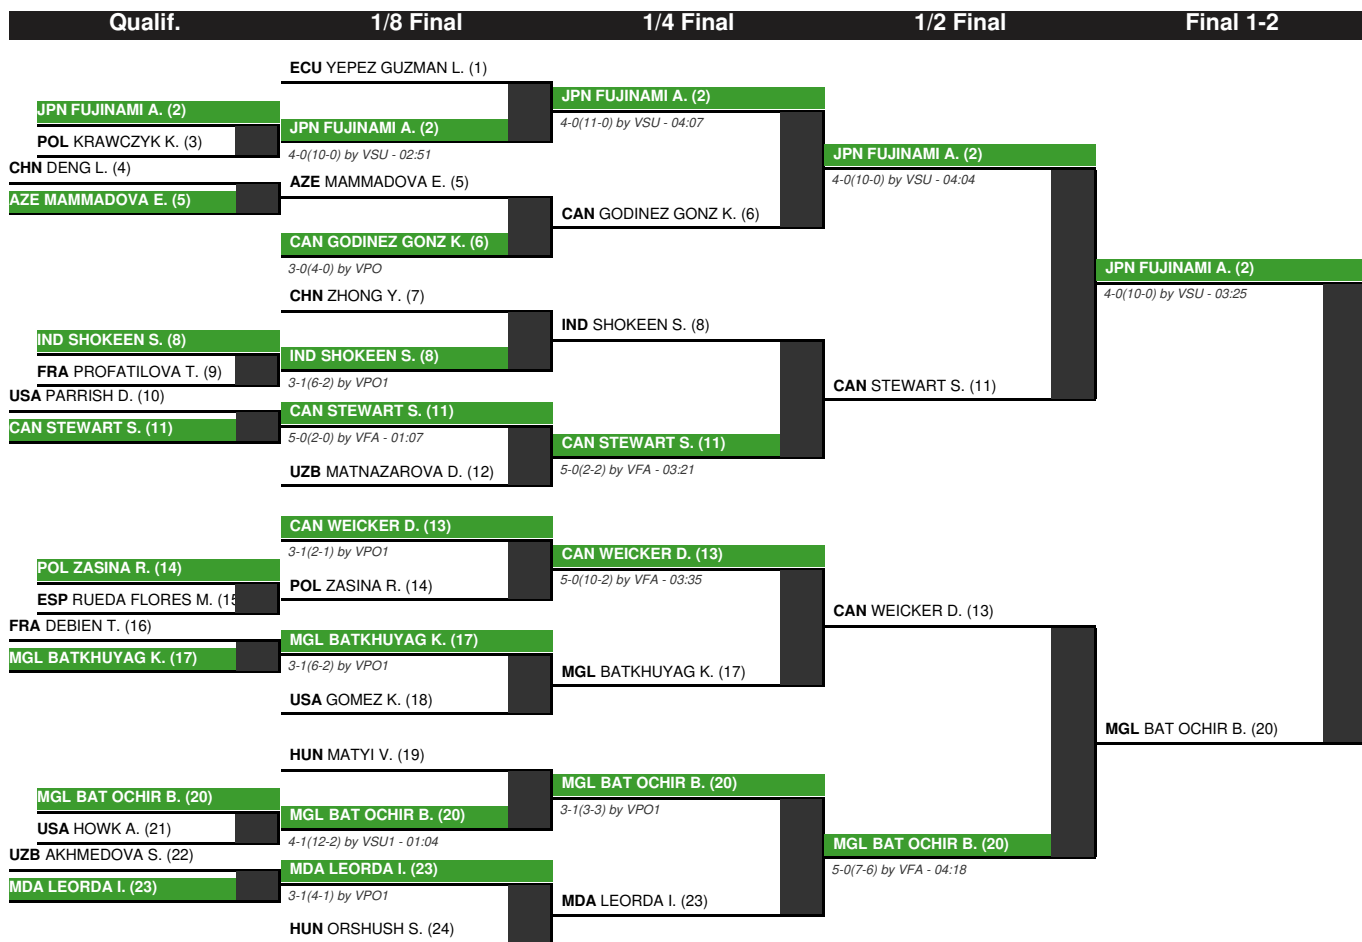 Qualif. 1/8 Final 1/4 Final 1/2 Final Final 1-2
ECU YEPEZ GUZMAN L. (1)
JPN FUJINAMI A. (2)
JPN FUJINAMI A. (2)
POL KRAWCZYK K. (3)
JPN FUJINAMI A. (2)
4-0(11-0) by VSU - 04:07
4-0(10-0) by VSU - 02:51
JPN FUJINAMI A. (2)
CHN DENG L. (4)
AZE MAMMADOVA E. (5)
4-0(10-0) by VSU - 04:04
AZE MAMMADOVA E. (5)
CAN GODINEZ GONZ K. (6)
CAN GODINEZ GONZ K. (6)
3-0(4-0) by VPO
JPN FUJINAMI A. (2)
4-0(10-0) by VSU - 03:25
CHN ZHONG Y. (7)
IND SHOKEEN S. (8)
IND SHOKEEN S. (8)
IND SHOKEEN S. (8)
FRA PROFATILOVA T. (9)
3-1(6-2) by VPO1
CAN STEWART S. (11)
USA PARRISH D. (10)
CAN STEWART S. (11)
CAN STEWART S. (11)
5-0(2-0) by VFA - 01:07
CAN STEWART S. (11)
5-0(2-2) by VFA - 03:21
UZB MATNAZAROVA D. (12)
CAN WEICKER D. (13)
3-1(2-1) by VPO1
CAN WEICKER D. (13)
5-0(10-2) by VFA - 03:35
POL ZASINA R. (14)
POL ZASINA R. (14)
ESP RUEDA FLORES M. (15
CAN WEICKER D. (13)
FRA DEBIEN T. (16)
MGL BATKHUYAG K. (17)
MGL BATKHUYAG K. (17)
3-1(6-2) by VPO1
MGL BATKHUYAG K. (17)
USA GOMEZ K. (18)
MGL BAT OCHIR B. (20)
HUN MATYI V. (19)
MGL BAT OCHIR B. (20)
3-1(3-3) by VPO1
MGL BAT OCHIR B. (20)
MGL BAT OCHIR B. (20)
USA HOWK A. (21)
4-1(12-2) by VSU1 - 01:04
MGL BAT OCHIR B. (20)
5-0(7-6) by VFA - 04:18
UZB AKHMEDOVA S. (22)
MDA LEORDA I. (23)
MDA LEORDA I. (23)
3-1(4-1) by VPO1
MDA LEORDA I. (23)
HUN ORSHUSH S. (24)